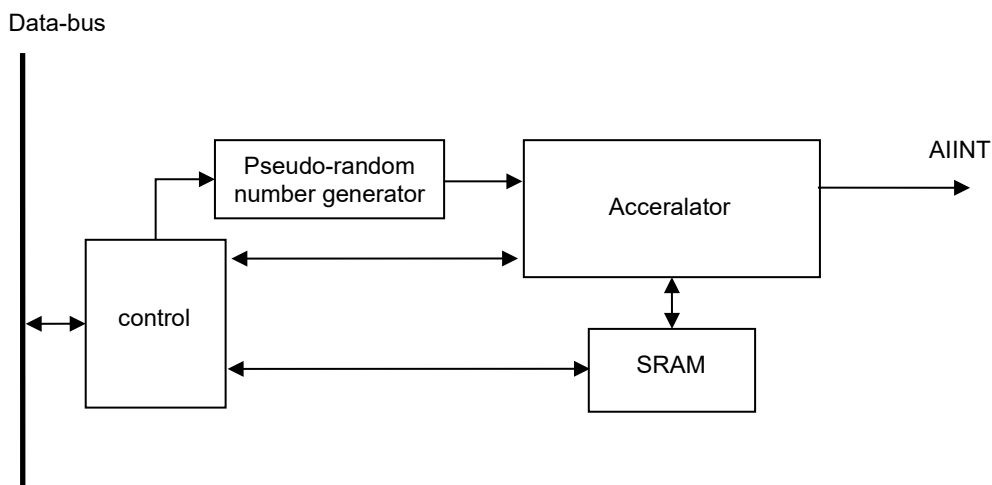 Data-bus
Pseudo-random
number generator
AIINT
Acceralator
control
SRAM